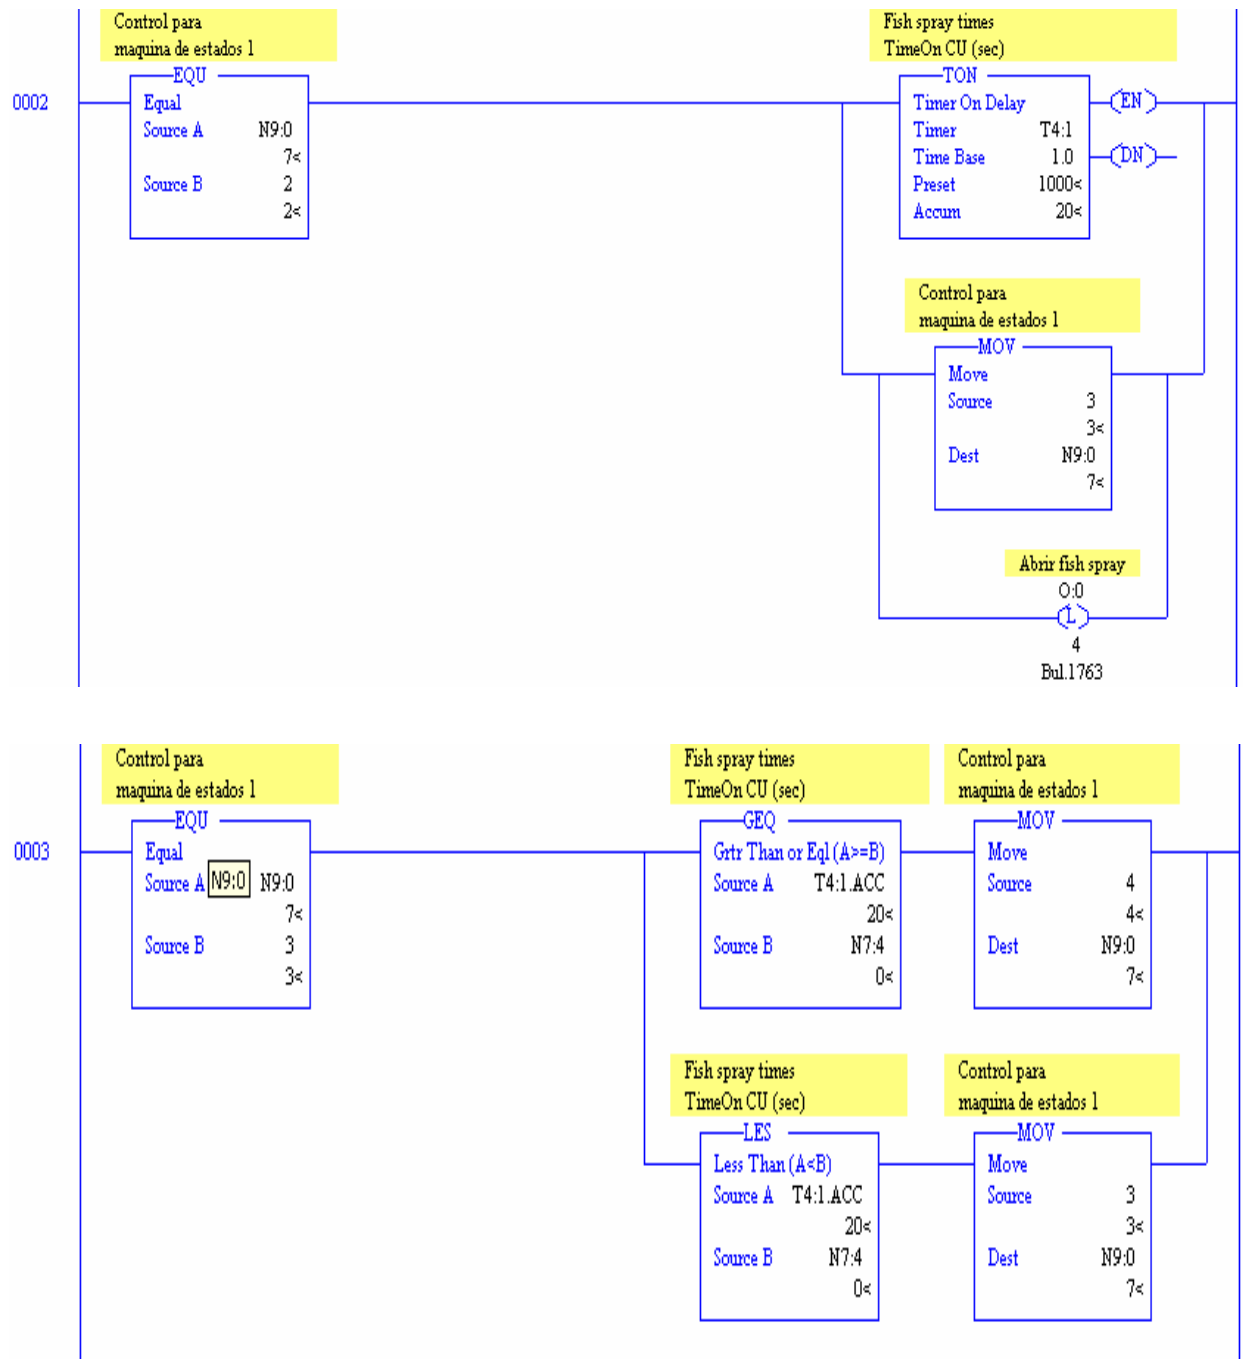 Control para
maquina de estados 1
EQU
0002
Equal
Source A N9:0
7<
Source B 2
2<
Fish spray times
TimeOn CU (sec)
TON
Timer On Delay
Timer T4:1
Time Base 1.0
Preset 1000<
Accum 20<
EN
DN
Control para
maquina de estados 1
MOV
Move
Source 3
3<
Dest N9:0
7<
Abrir fish spray
O:0
L
4
Bul.1763
Control para
maquina de estados 1
EQU
0003
Equal
Source A N9:0 N9:0
7<
Source B 3
3<
Fish spray times
TimeOn CU (sec)
GEQ
Grtr Than or Eql (A>=B)
Source A T4:1.ACC
20<
Source B N7:4
0<
Control para
maquina de estados 1
MOV
Move
Source 4
4<
Dest N9:0
7<
Fish spray times
TimeOn CU (sec)
LES
Less Than (A<B)
Source A T4:1.ACC
20<
Source B N7:4
0<
Control para
maquina de estados 1
MOV
Move
Source 3
3<
Dest N9:0
7<